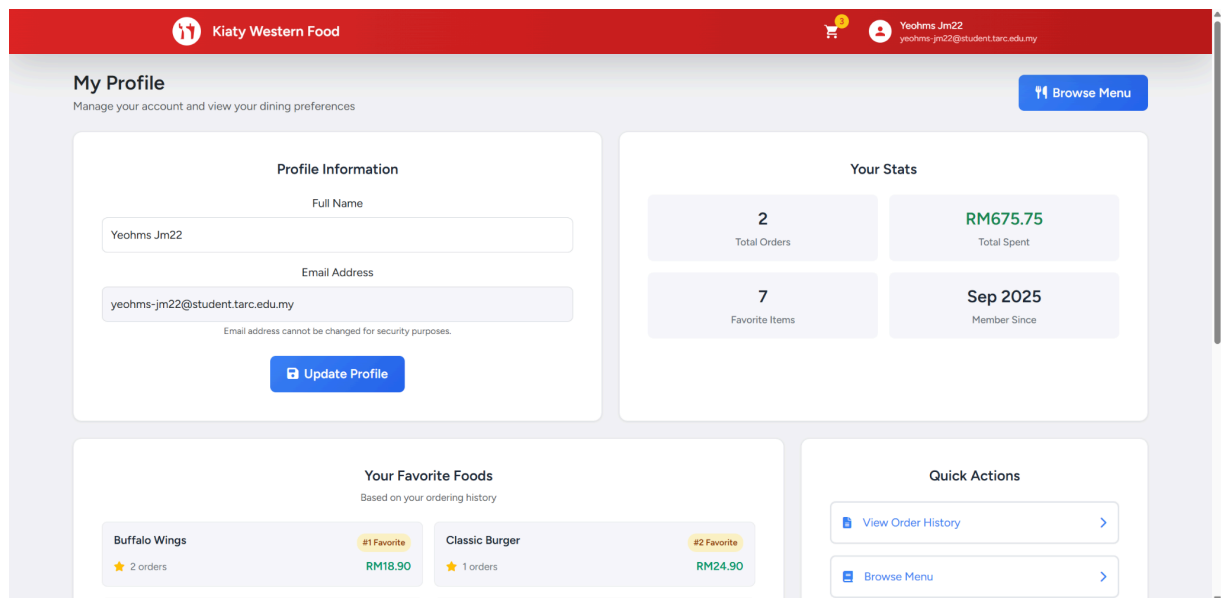 Kiaty Western Food
3
Yeohms Jm22
yeohms-jm22@student.tarc.edu.my
My Profile
Manage your account and view your dining preferences
Browse Menu
Profile Information
Full Name
Yeohms Jm22
Email Address
yeohms-jm22@student.tarc.edu.my
Email address cannot be changed for security purposes.
Update Profile
Your Stats
2
Total Orders
RM675.75
Total Spent
7
Favorite Items
Sep 2025
Member Since
Your Favorite Foods
Based on your ordering history
Buffalo Wings
#1 Favorite
2 orders
RM18.90
Classic Burger
#2 Favorite
1 orders
RM24.90
Quick Actions
View Order History
Browse Menu